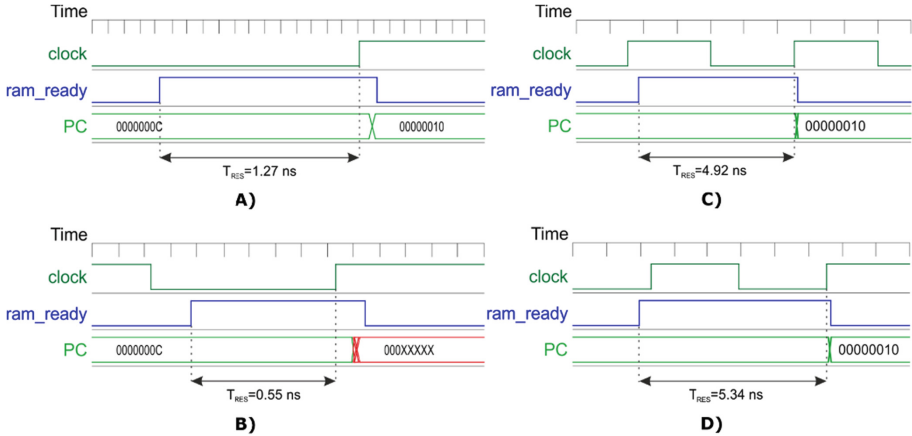 Time
clock
ram_ready
PC 0000000C 00000010
TRES=1.27 ns
A)
Time
clock
ram_ready
PC 00000010
TRES=4.92 ns
C)
Time
clock
ram_ready
PC 0000000C 000XXXXX
TRES=0.55 ns
B)
Time
clock
ram_ready
PC 00000010
TRES=5.34 ns
D)